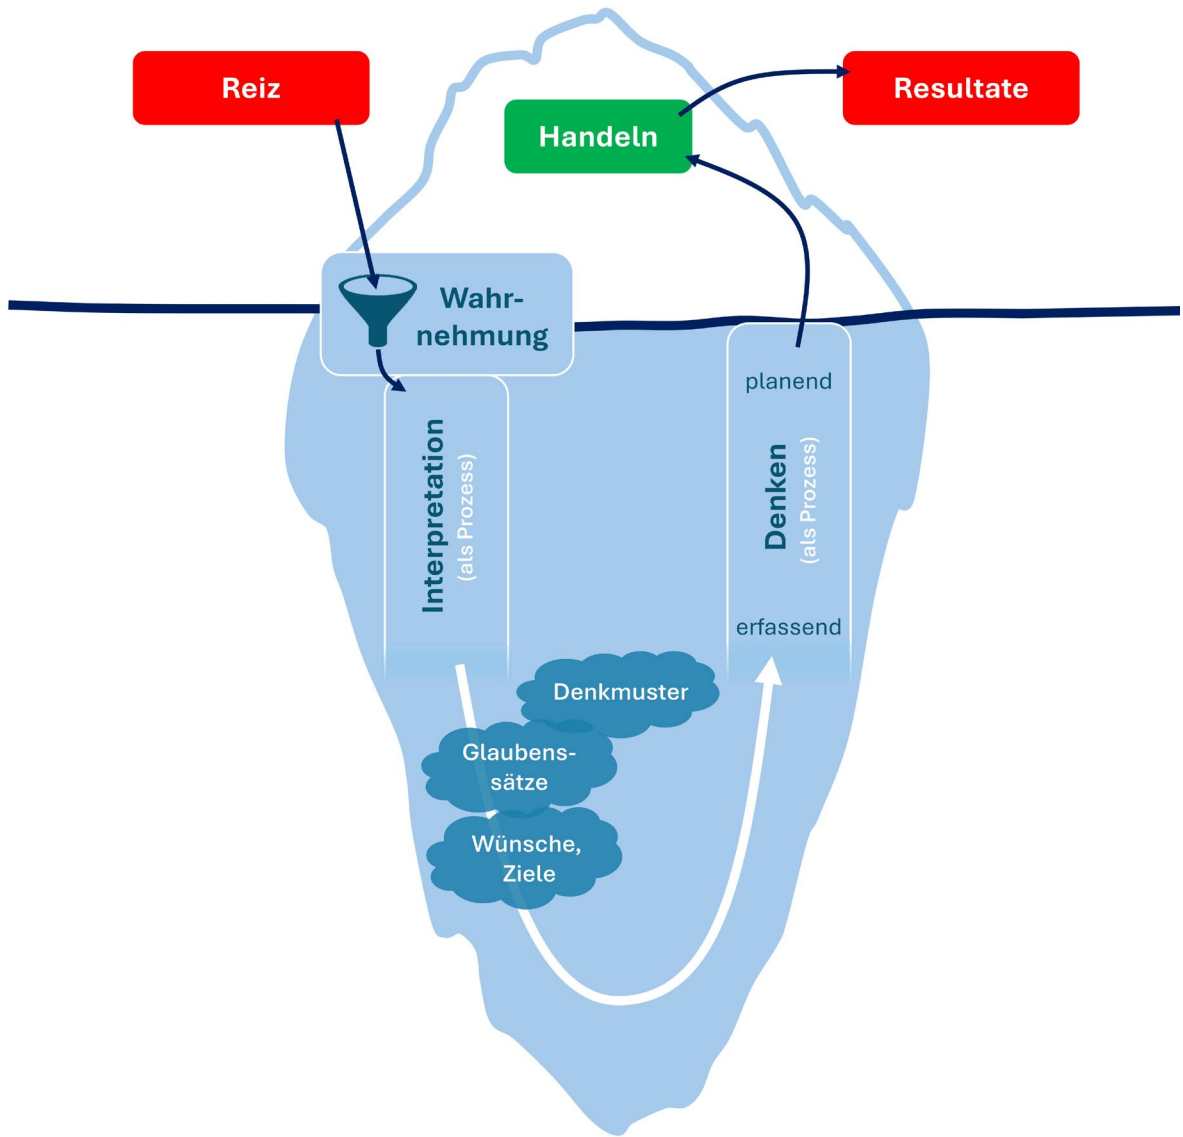 Reiz
Handeln
Resultate
Wahr-
nehmung
Interpretation
(als Prozess)
planend
Denken
(als Prozess)
erfassend
Denkmuster
Glaubens-
sätze
Wünsche,
Ziele